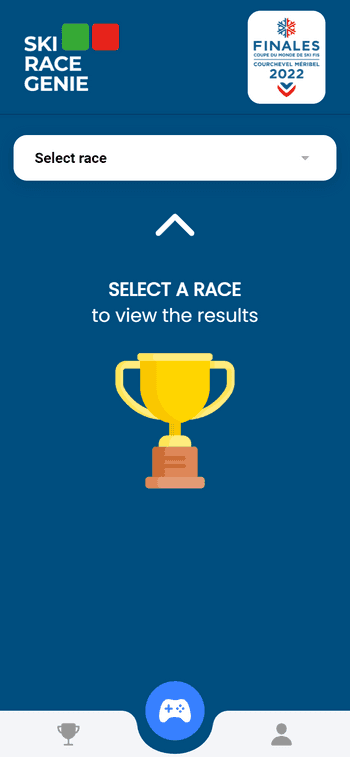 SKI
RACE
GENIE
FINALES
COUPE DU MONDE DE SKI FIS
COURCHEVEL MÉRIBEL
2022
Select race
SELECT A RACE
to view the results